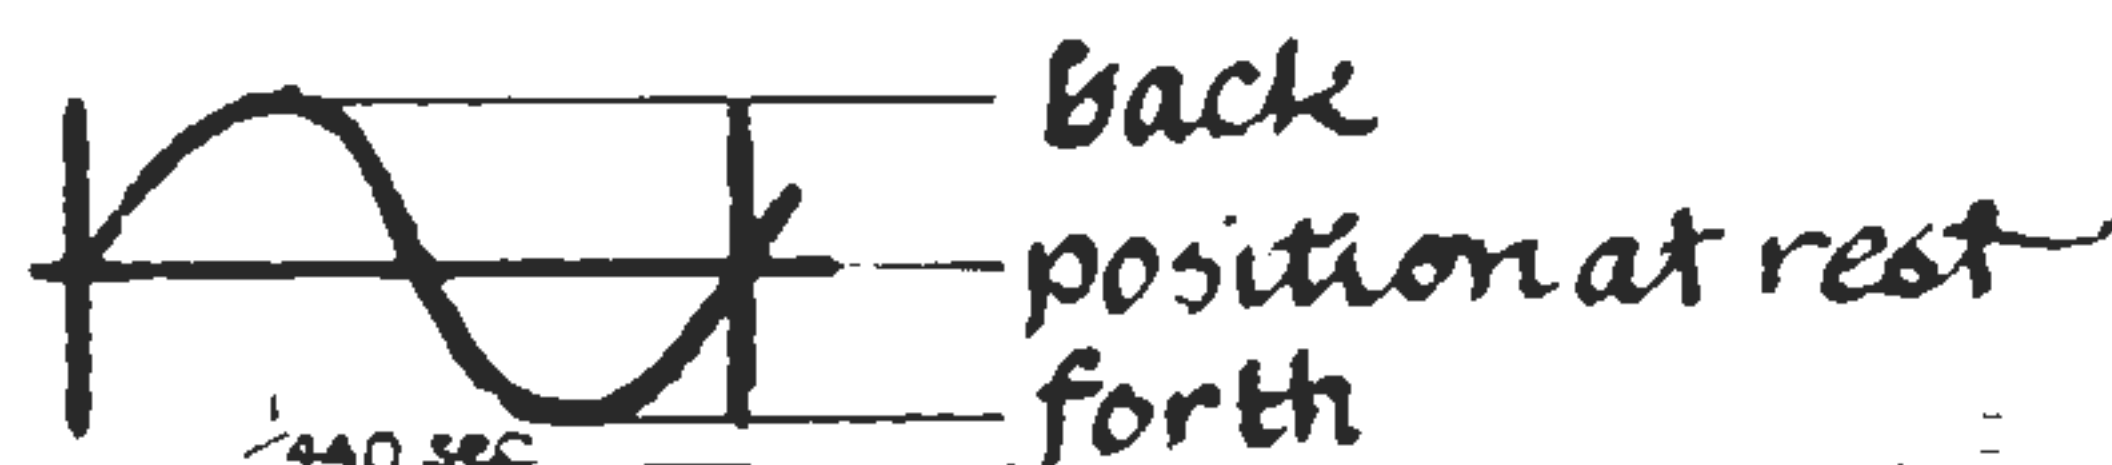 back
position at rest
forth
1/440 sec